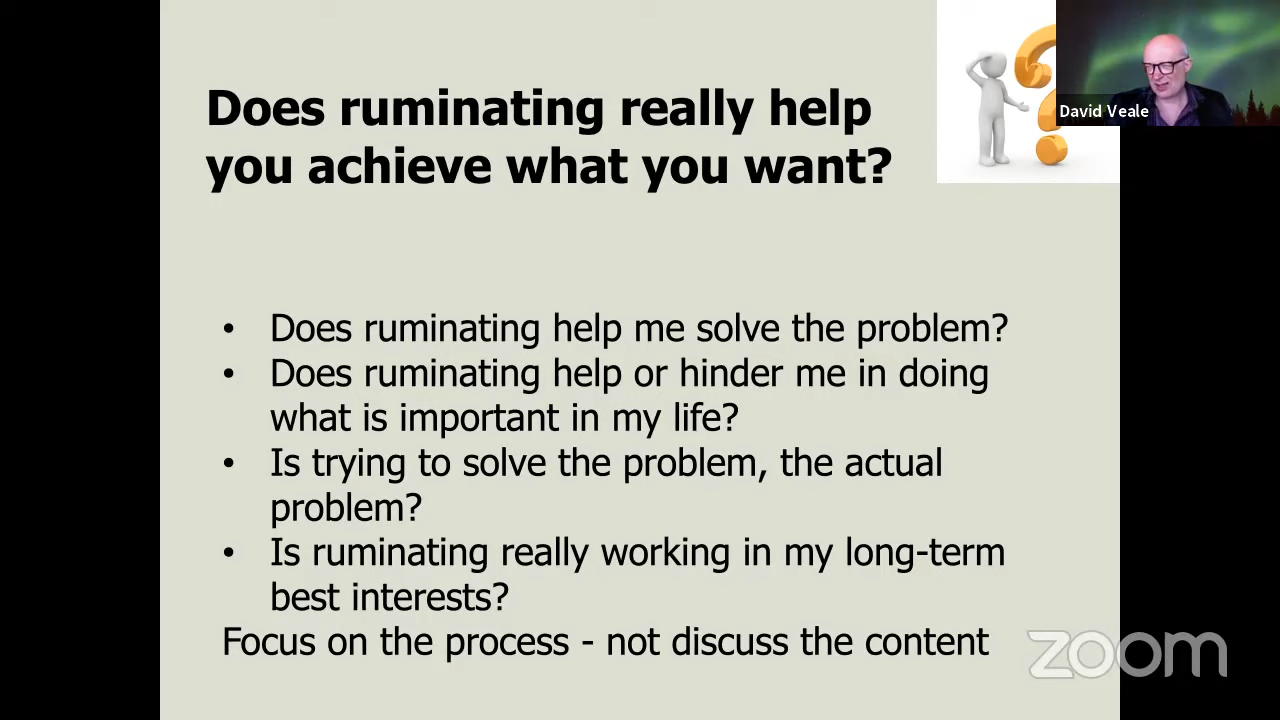 Does ruminating really help
you achieve what you want?
David Veale
• Does ruminating help me solve the problem?
• Does ruminating help or hinder me in doing
what is important in my life?
• Is trying to solve the problem, the actual
problem?
• Is ruminating really working in my long-term
best interests?
Focus on the process - not discuss the content
zoom